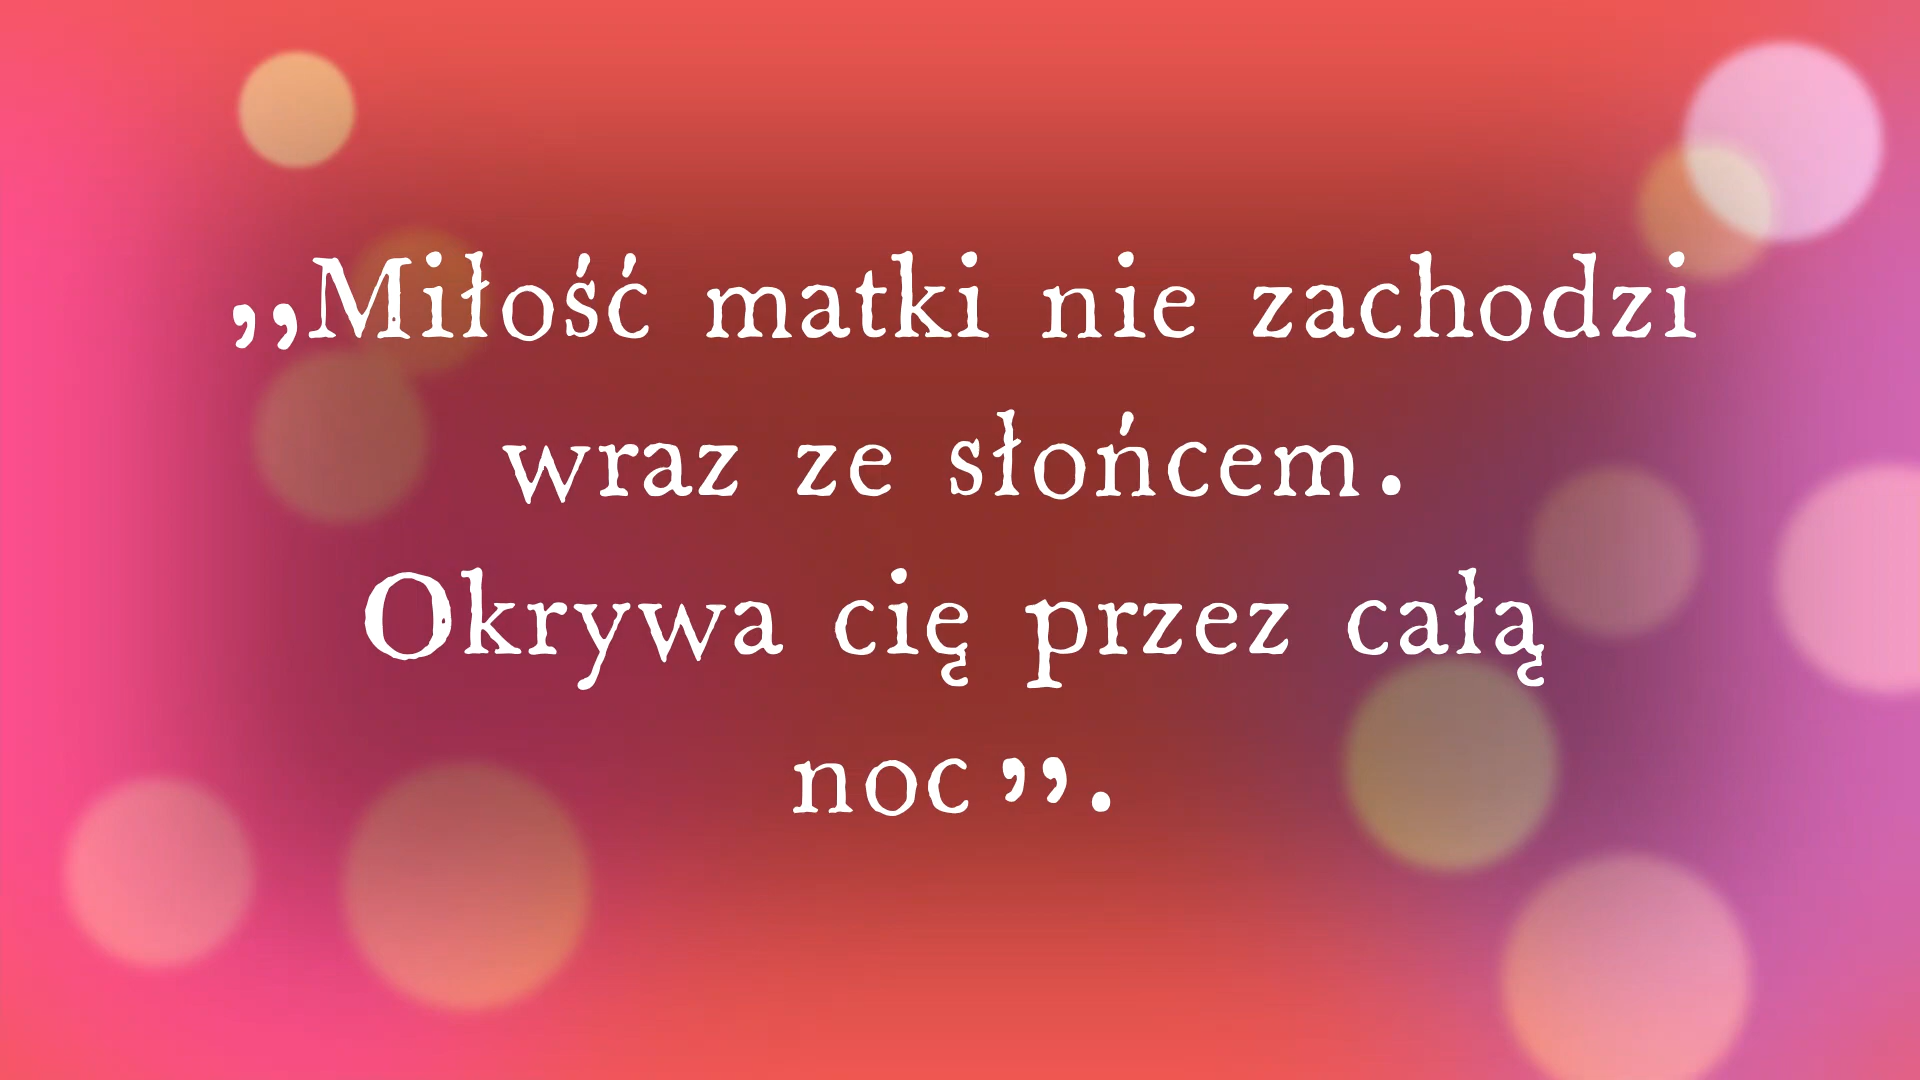 ,,Miłość matki nie zachodzi
wraz ze słońcem.
Okrywa cię przez całą
noc”.